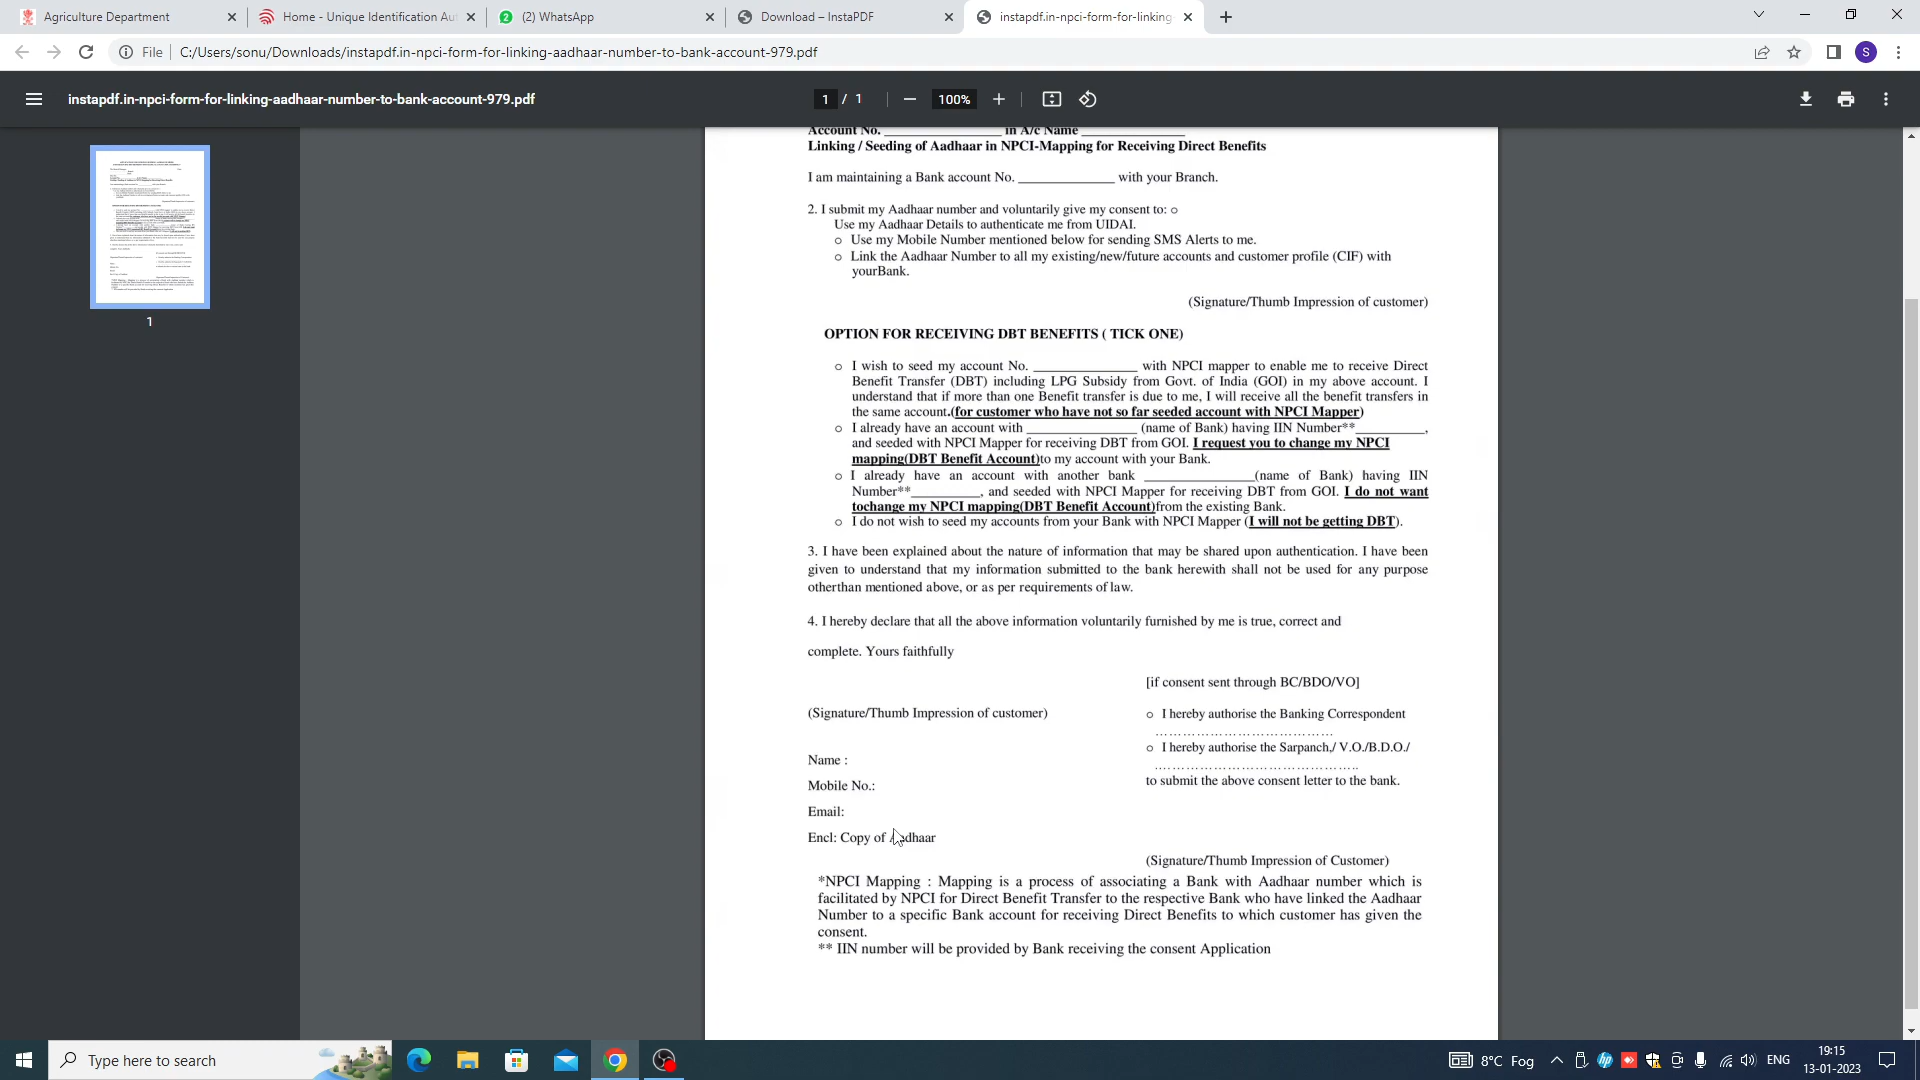 Agriculture Department
Home - Unique Identification Aut
(2) WhatsApp
Download – InstaPDF
instapdf.in-npci-form-for-linking
File
C:/Users/sonu/Downloads/instapdf.in-npci-form-for-linking-aadhaar-number-to-bank-account-979.pdf
S
instapdf.in-npci-form-for-linking-aadhaar-number-to-bank-account-979.pdf
1 / 1
100%
1
Account No. _________________ in A/c Name _______________
Linking / Seeding of Aadhaar in NPCI-Mapping for Receiving Direct Benefits
I am maintaining a Bank account No. ______________ with your Branch.
2. I submit my Aadhaar number and voluntarily give my consent to: o
Use my Aadhaar Details to authenticate me from UIDAI.
o Use my Mobile Number mentioned below for sending SMS Alerts to me.
o Link the Aadhaar Number to all my existing/new/future accounts and customer profile (CIF) with
yourBank.
(Signature/Thumb Impression of customer)
OPTION FOR RECEIVING DBT BENEFITS ( TICK ONE)
o I wish to seed my account No. _______________ with NPCI mapper to enable me to receive Direct
Benefit Transfer (DBT) including LPG Subsidy from Govt. of India (GOI) in my above account. I
understand that if more than one Benefit transfer is due to me, I will receive all the benefit transfers in
the same account.(for customer who have not so far seeded account with NPCI Mapper)
o I already have an account with ________________ (name of Bank) having IIN Number**__________,
and seeded with NPCI Mapper for receiving DBT from GOI. I request you to change my NPCI
mapping(DBT Benefit Account)to my account with your Bank.
o I already have an account with another bank ________________(name of Bank) having IIN
Number**__________, and seeded with NPCI Mapper for receiving DBT from GOI. I do not want
tochange my NPCI mapping(DBT Benefit Account)from the existing Bank.
o I do not wish to seed my accounts from your Bank with NPCI Mapper (I will not be getting DBT).
3. I have been explained about the nature of information that may be shared upon authentication. I have been
given to understand that my information submitted to the bank herewith shall not be used for any purpose
otherthan mentioned above, or as per requirements of law.
4. I hereby declare that all the above information voluntarily furnished by me is true, correct and
complete. Yours faithfully
[if consent sent through BC/BDO/VO]
(Signature/Thumb Impression of customer)
o I hereby authorise the Banking Correspondent
…………………………………
o I hereby authorise the Sarpanch,/ V.O./B.D.O./
……………………………………..
Name :
to submit the above consent letter to the bank.
Mobile No.:
Email:
Encl: Copy of Aadhaar
(Signature/Thumb Impression of Customer)
*NPCI Mapping : Mapping is a process of associating a Bank with Aadhaar number which is
facilitated by NPCI for Direct Benefit Transfer to the respective Bank who have linked the Aadhaar
Number to a specific Bank account for receiving Direct Benefits to which customer has given the
consent.
** IIN number will be provided by Bank receiving the consent Application
Type here to search
8°C Fog
ENG
19:15
13-01-2023